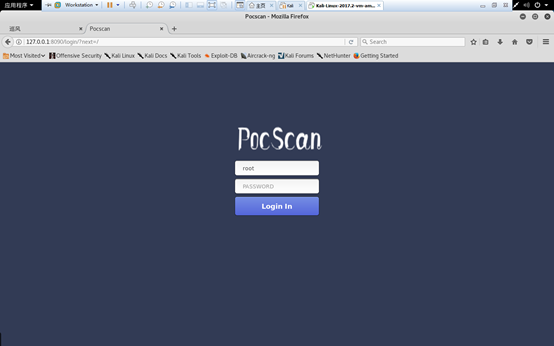 应用程序 Workstation 主页 Kali Kali-Linux-2017.2-vm-am...
Pocscan - Mozilla Firefox
巡风 Pocscan
127.0.0.1:8090/login/?next=/ Search
Most Visited Offensive Security Kali Linux Kali Docs Kali Tools Exploit-DB Aircrack-ng Kali Forums NetHunter Getting Started
PocScan
root
PASSWORD
Login In